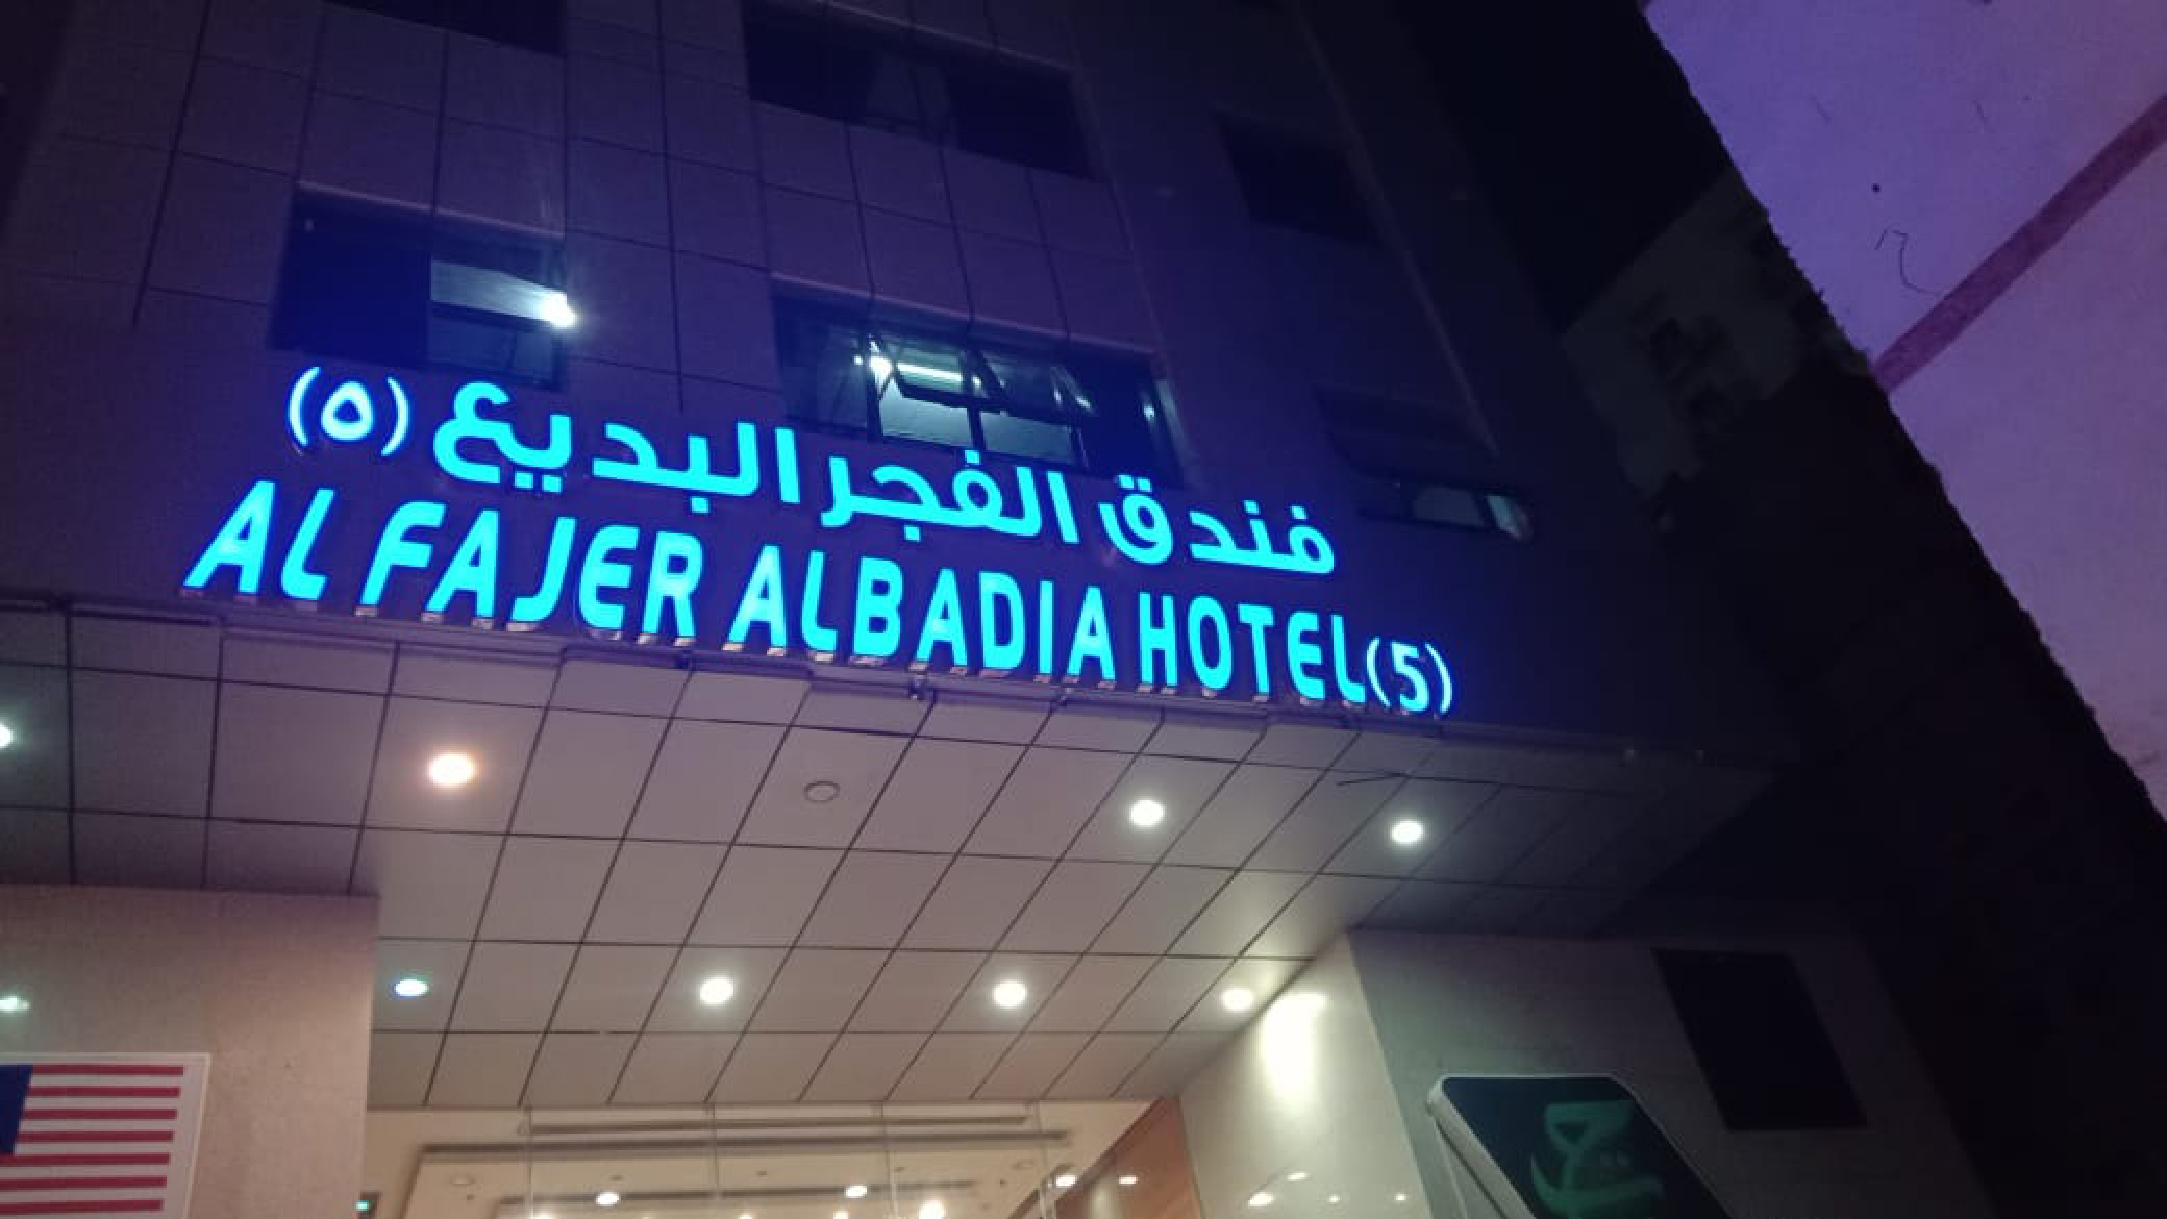 فندق الفجر البديع (٥)
AL FAJER ALBADIA HOTEL (5)